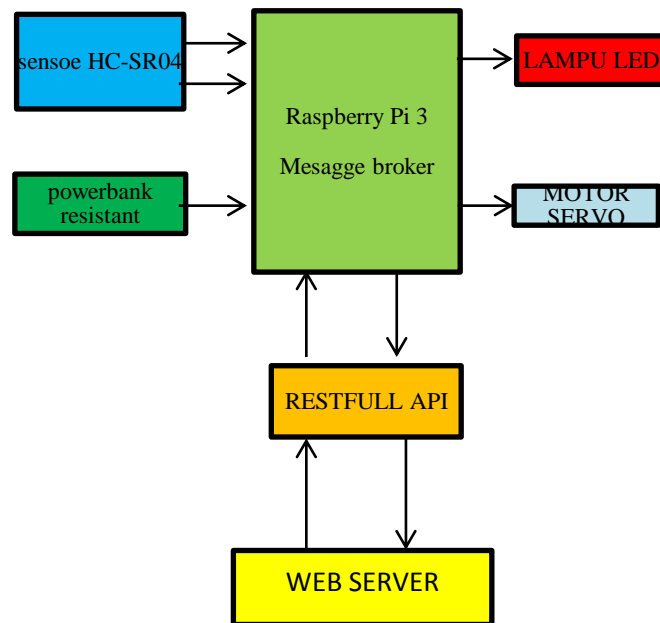 sensoe HC-SR04
Raspberry Pi 3
Mesagge broker
LAMPU LED
powerbank
resistant
MOTOR
SERVO
RESTFULL API
WEB SERVER